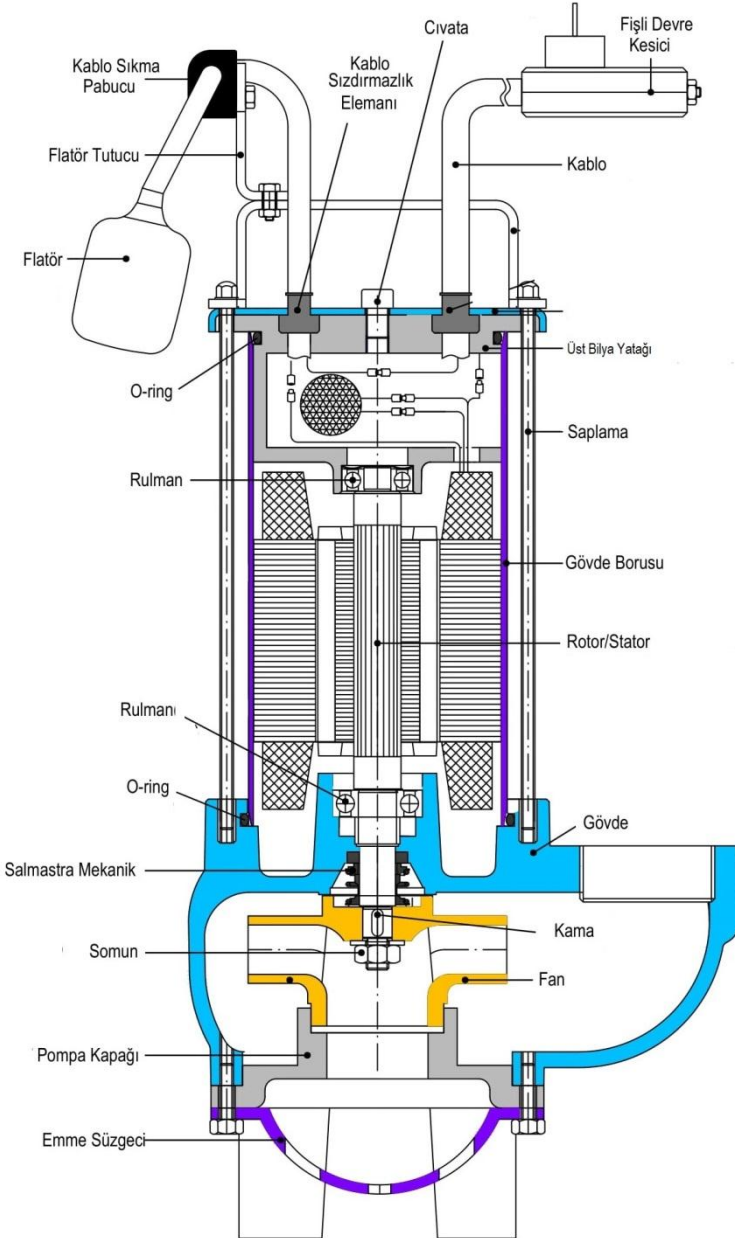 Cıvata
Fişli Devre
Kesici
Kablo Sıkma
Pabucu
Kablo
Sızdırmazlık
Elemanı
Flatör Tutucu
Kablo
Flatör
Üst Bilya Yatağı
O-ring
Saplama
Rulman
Gövde Borusu
Rotor/Stator
Rulman
O-ring
Gövde
Salmastra Mekanik
Kama
Somun
Fan
Pompa Kapağı
Emme Süzgeci